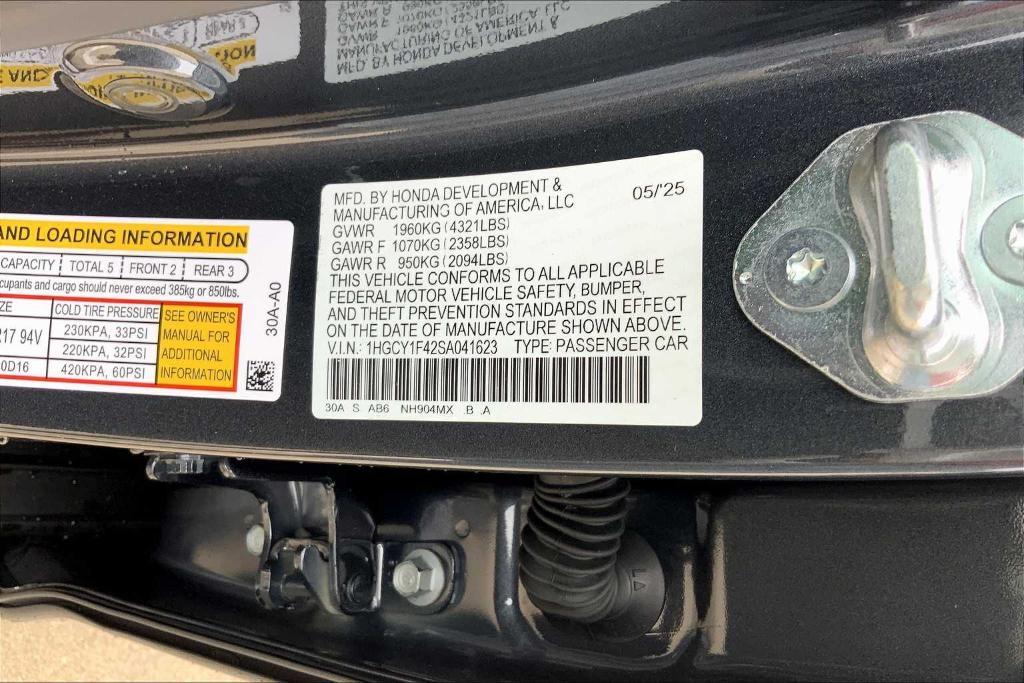 MFD. BY HONDA DEVELOPMENT & 05/'25
MANUFACTURING OF AMERICA, LLC
GVWR 1960KG (4321LBS)
GAWR F 1070KG (2358LBS)
GAWR R 950KG (2094LBS)
THIS VEHICLE CONFORMS TO ALL APPLICABLE
FEDERAL MOTOR VEHICLE SAFETY, BUMPER,
AND THEFT PREVENTION STANDARDS IN EFFECT
ON THE DATE OF MANUFACTURE SHOWN ABOVE.
V.I.N.: 1HGCY1F42SA041623 TYPE: PASSENGER CAR
30A S AB6 NH904MX .B .A
AND LOADING INFORMATION
CAPACITY TOTAL 5 FRONT 2 REAR 3
cupants and cargo should never exceed 385kg or 850lbs.
ZE COLD TIRE PRESSURE SEE OWNER'S
R17 94V 230KPA, 33PSI MANUAL FOR
220KPA, 32PSI ADDITIONAL
0D16 420KPA, 60PSI INFORMATION
30A-A0
LA